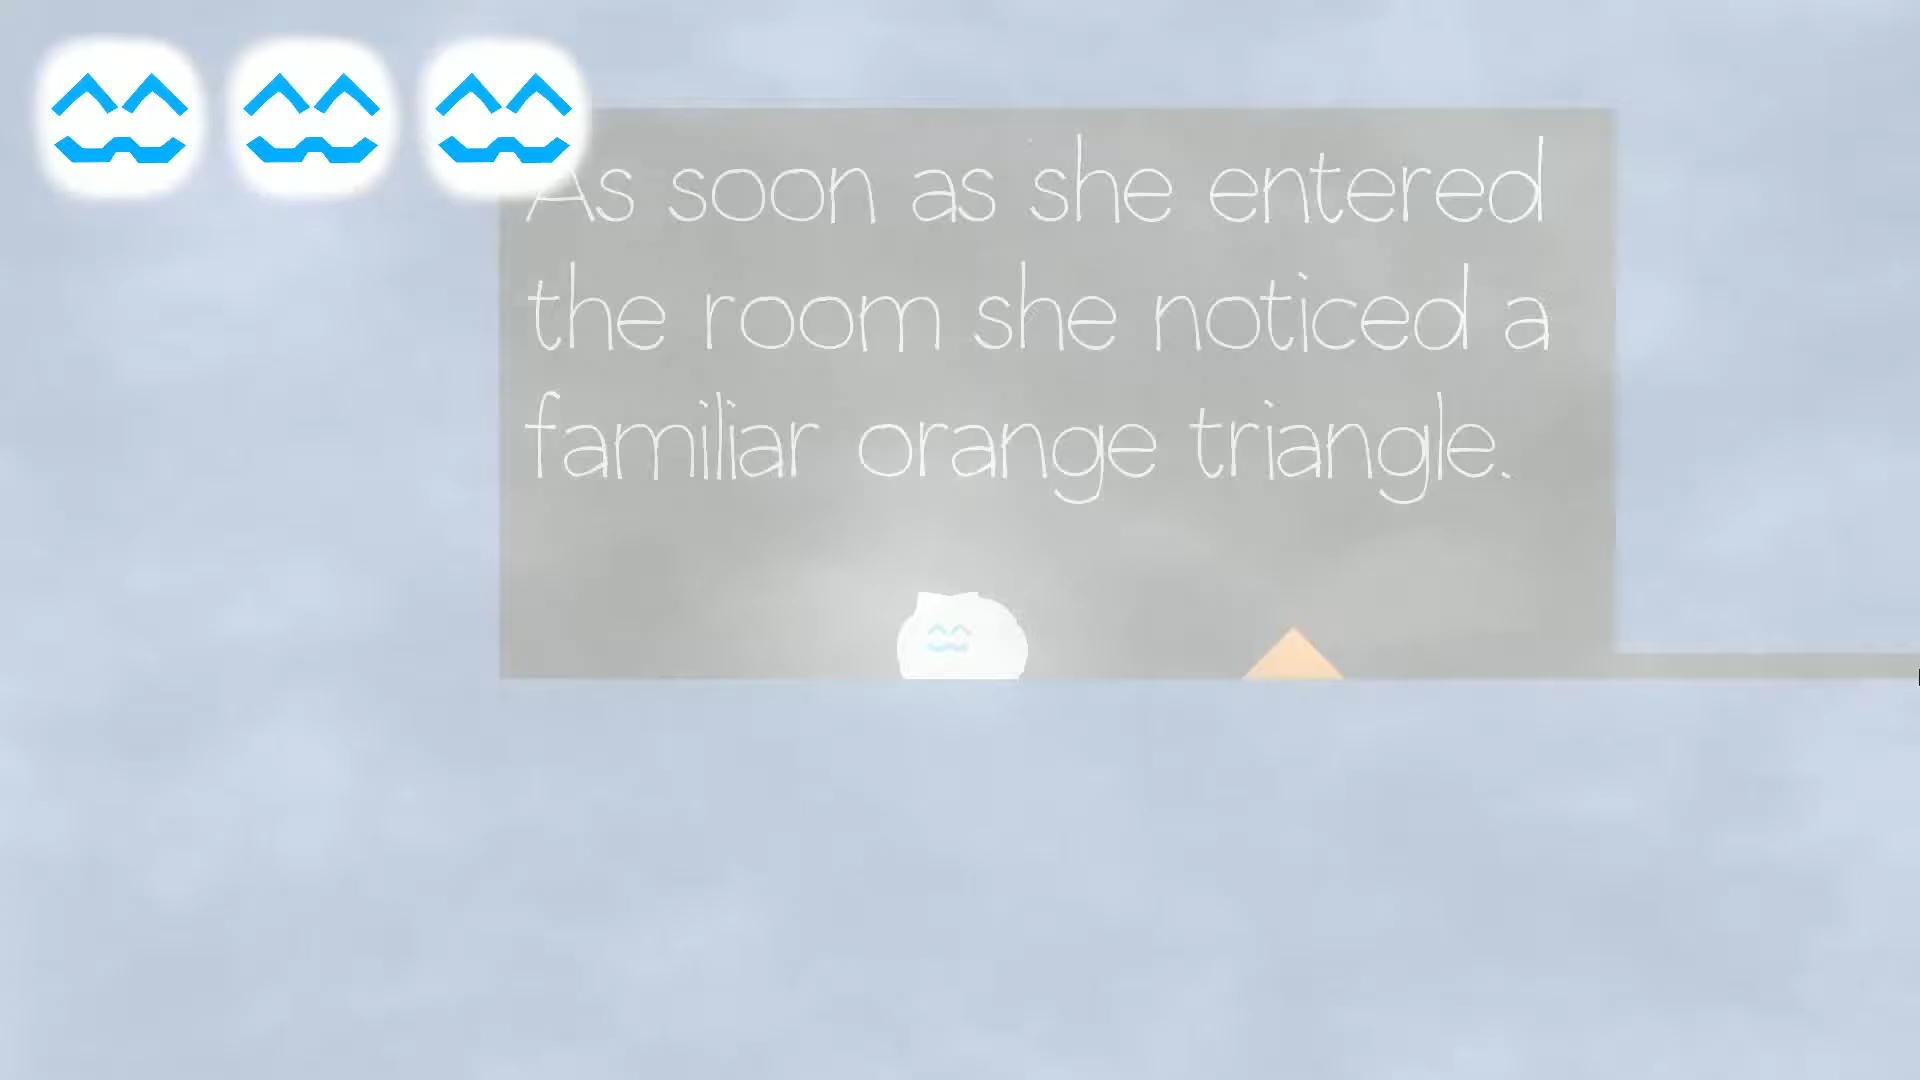 As soon as she entered
the room she noticed a
familiar orange triangle.